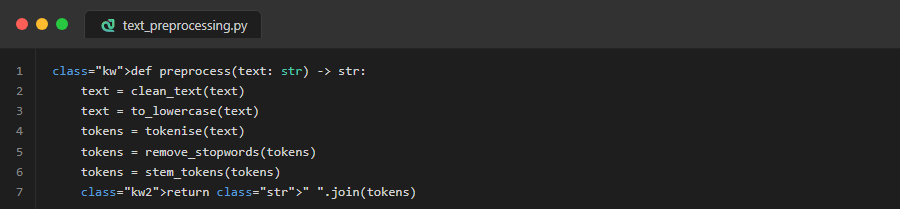 text_preprocessing.py
1 class="kw">def preprocess(text: str) -> str:
2 text = clean_text(text)
3 text = to_lowercase(text)
4 tokens = tokenise(text)
5 tokens = remove_stopwords(tokens)
6 tokens = stem_tokens(tokens)
7 class="kw2">return class="str">" ".join(tokens)